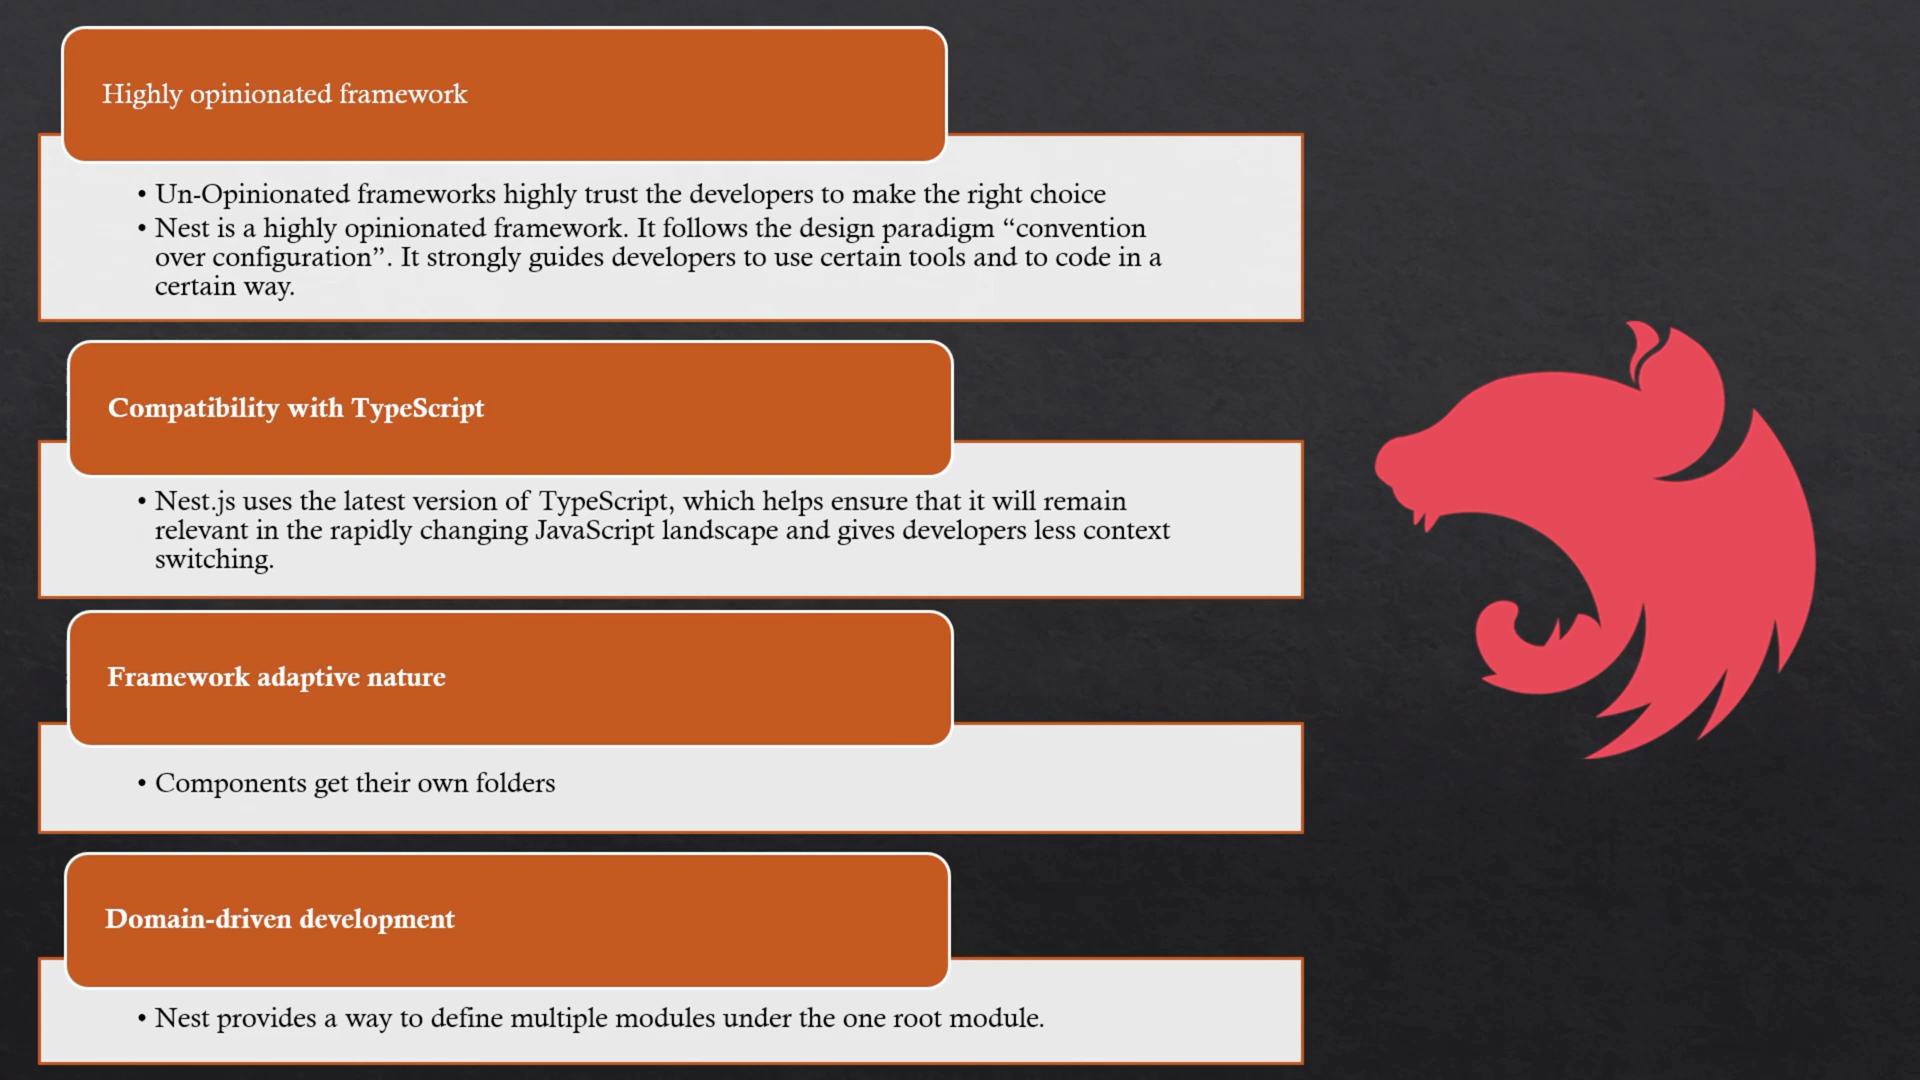 Highly opinionated framework
• Un-Opinionated frameworks highly trust the developers to make the right choice
• Nest is a highly opinionated framework. It follows the design paradigm “convention
over configuration”. It strongly guides developers to use certain tools and to code in a
certain way.
Compatibility with TypeScript
• Nest.js uses the latest version of TypeScript, which helps ensure that it will remain
relevant in the rapidly changing JavaScript landscape and gives developers less context
switching.
Framework adaptive nature
• Components get their own folders
Domain-driven development
• Nest provides a way to define multiple modules under the one root module.